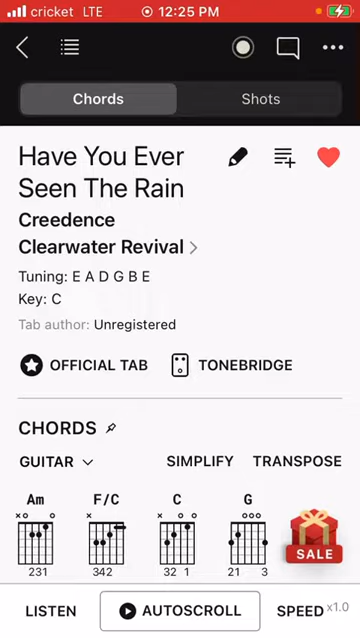 cricket LTE 12:25 PM
Chords Shots
Have You Ever
Seen The Rain
Creedence
Clearwater Revival
Tuning: E A D G B E
Key: C
Tab author: Unregistered
OFFICIAL TAB TONEBRIDGE
CHORDS
GUITAR SIMPLIFY TRANSPOSE
Am F/C C G
x o o x x o o o o o
231 342 32 1 21 3
SALE
LISTEN AUTOSCROLL SPEED x1.0